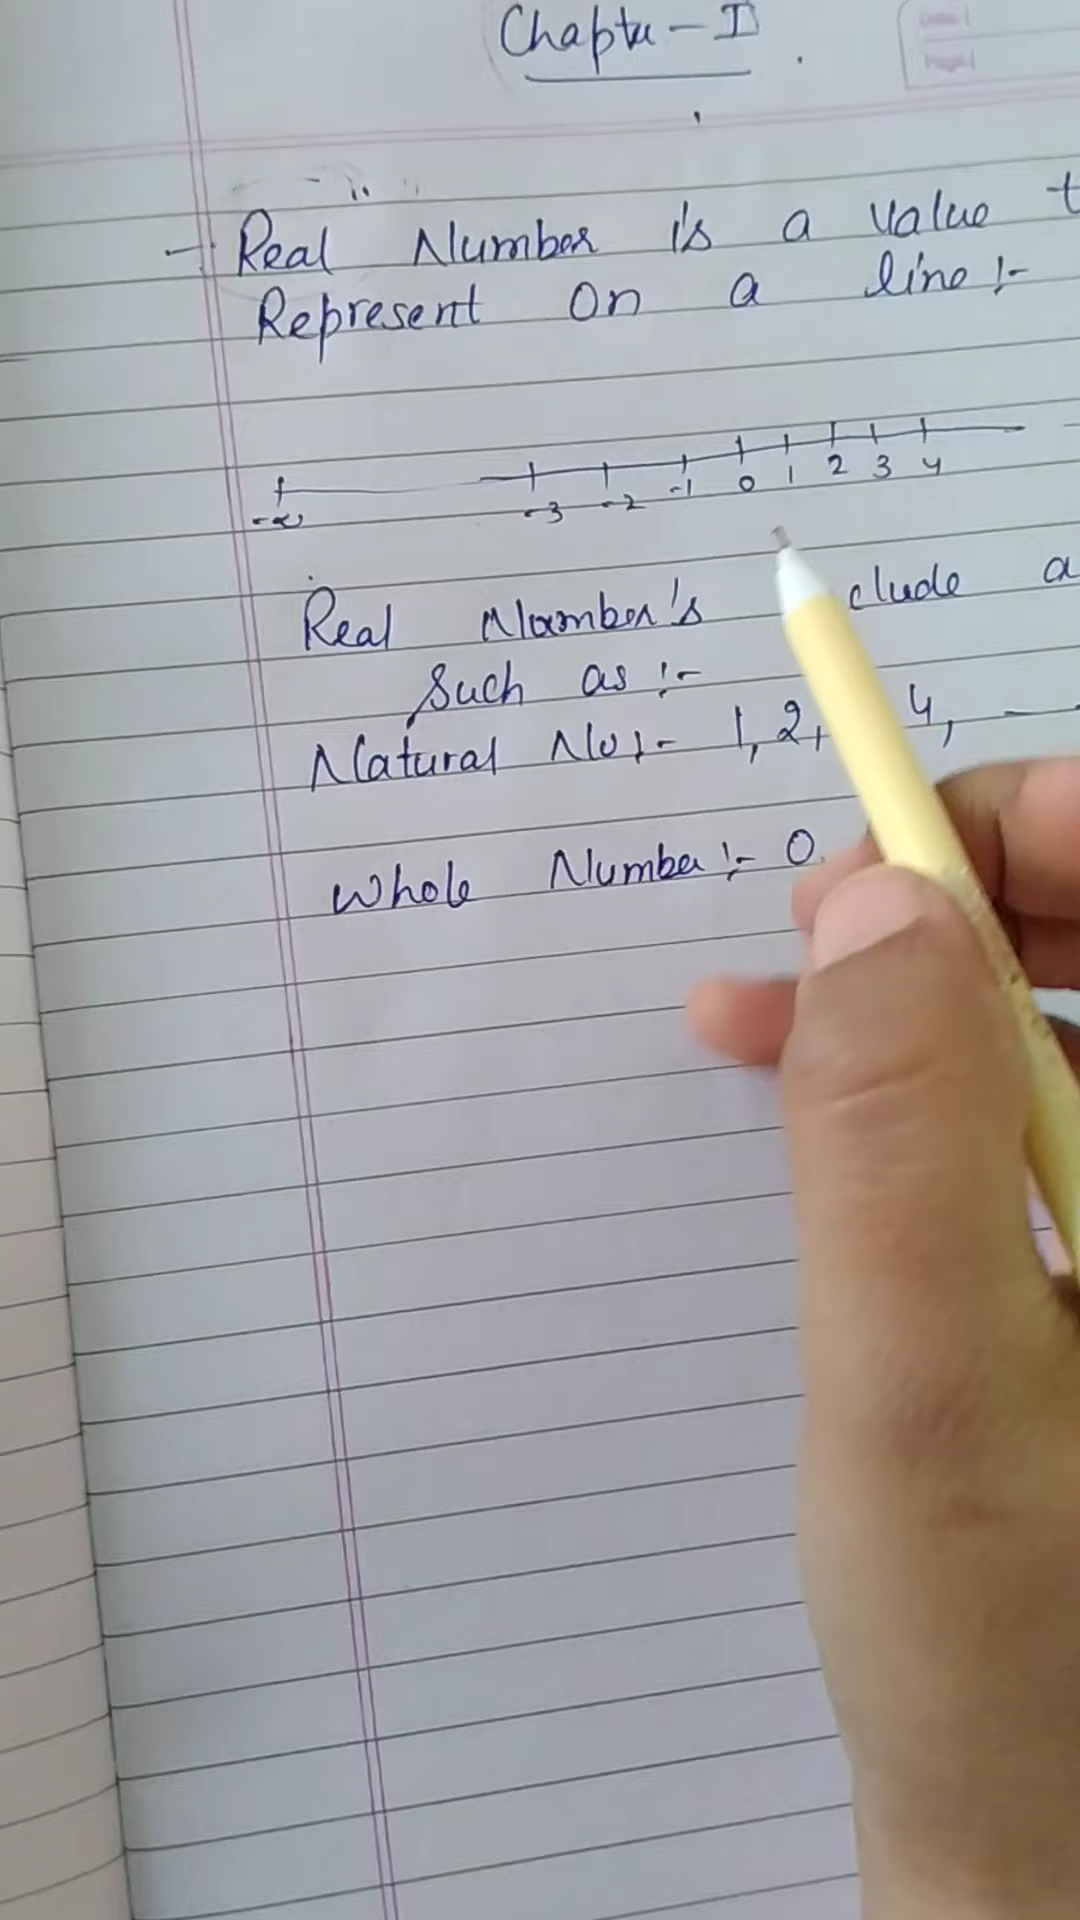 Chapter - I
- Real Number is a value t
Represent on a line :-
-∞ -3 -2 -1 0 1 2 3 4
Real Number's clude a
Such as :-
Natural No :- 1, 2, 4, - -
Whole Number :- 0